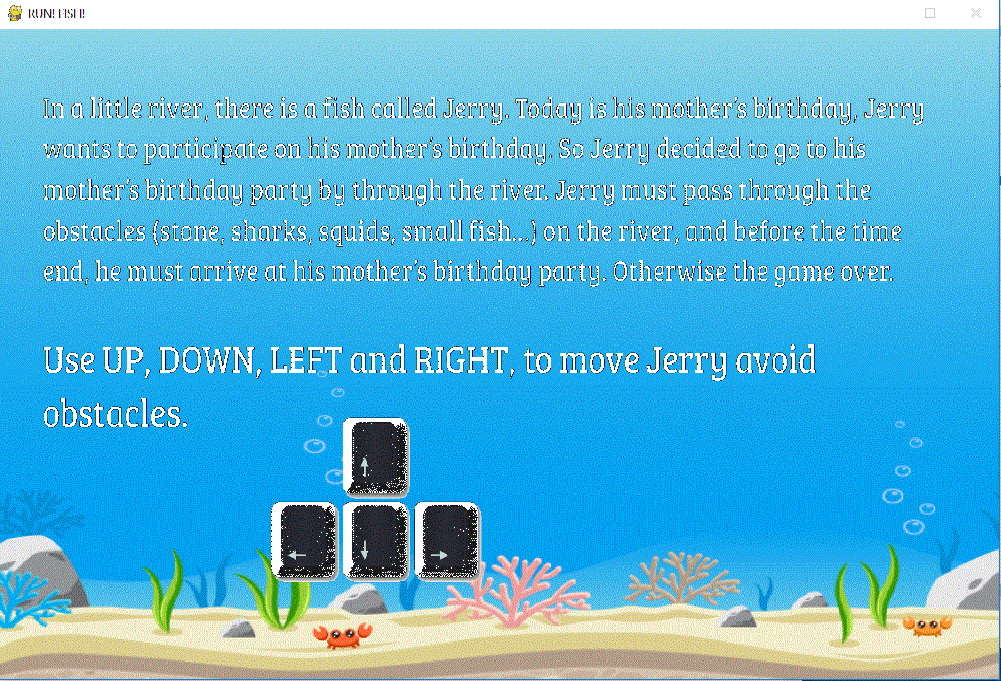 RUN! FISH!
In a little river, there is a fish called Jerry. Today is his mother's birthday, Jerry
wants to participate on his mother's birthday. So Jerry decided to go to his
mother's birthday party by through the river. Jerry must pass through the
obstacles (stone, sharks, squids, small fish...) on the river, and before the time
end, he must arrive at his mother's birthday party. Otherwise the game over.
Use UP, DOWN, LEFT and RIGHT, to move Jerry avoid
obstacles.